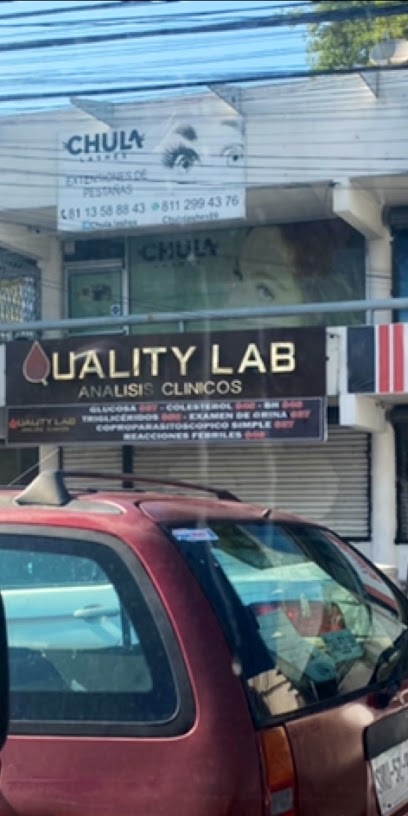 CHULA
LASHES
EXTENSIONES DE
PESTAÑAS
81 13 58 88 43 811 299 43 76
CHULA
QUALITY LAB
ANALISIS CLINICOS
QUALITY LAB
GLUCOSA - COLESTEROL - BH
TRIGLICÉRIDOS - EXAMEN DE ORINA
COPROPARASITOSCOPICO SIMPLE
REACCIONES FEBRILES